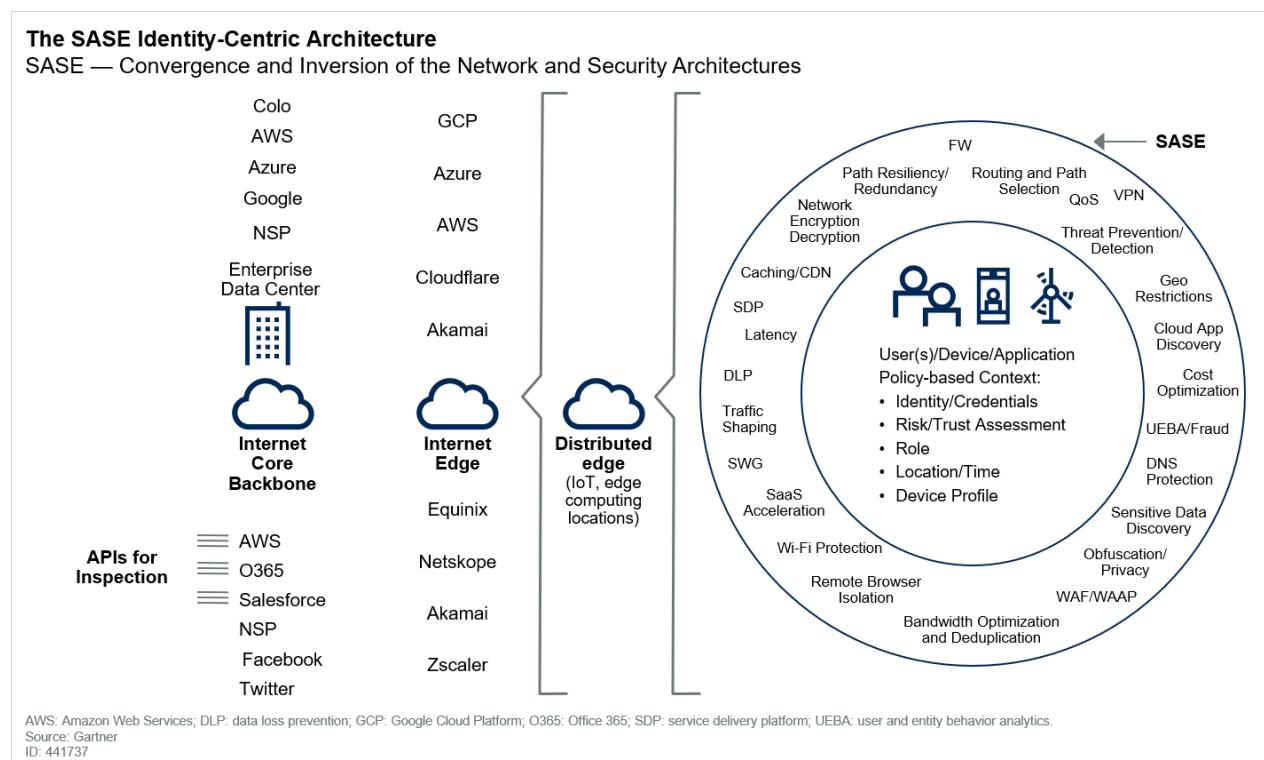 The SASE Identity-Centric Architecture
SASE — Convergence and Inversion of the Network and Security Architectures
Colo
AWS
Azure
Google
NSP
Enterprise
Data Center
Internet
Core
Backbone
APIs for
Inspection
AWS
O365
Salesforce
NSP
Facebook
Twitter
GCP
Azure
AWS
Cloudflare
Akamai
Internet
Edge
Equinix
Netskope
Akamai
Zscaler
Distributed
edge
(IoT, edge
computing
locations)
SASE
FW
Path Resiliency/
Redundancy
Routing and Path
Selection
QoS
VPN
Network
Encryption
Decryption
Threat Prevention/
Detection
Caching/CDN
Geo
Restrictions
SDP
Latency
Cloud App
Discovery
DLP
Cost
Optimization
Traffic
Shaping
UEBA/Fraud
SWG
DNS
Protection
SaaS
Acceleration
Sensitive Data
Discovery
Wi-Fi Protection
Obfuscation/
Privacy
Remote Browser
Isolation
WAF/WAAP
Bandwidth Optimization
and Deduplication
User(s)/Device/Application
Policy-based Context:
• Identity/Credentials
• Risk/Trust Assessment
• Role
• Location/Time
• Device Profile
AWS: Amazon Web Services; DLP: data loss prevention; GCP: Google Cloud Platform; O365: Office 365; SDP: service delivery platform; UEBA: user and entity behavior analytics.
Source: Gartner
ID: 441737